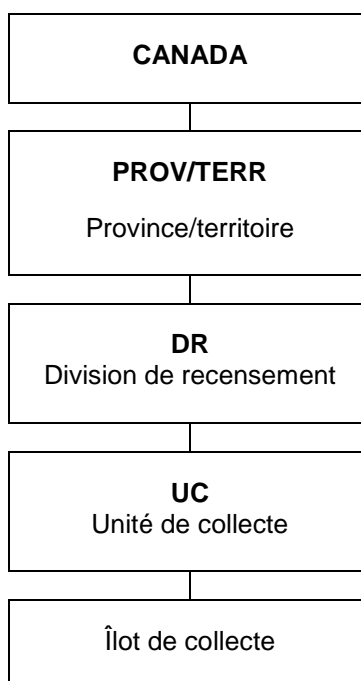 CANADA
PROV/TERR
Province/territoire
DR
Division de recensement
UC
Unité de collecte
Îlot de collecte